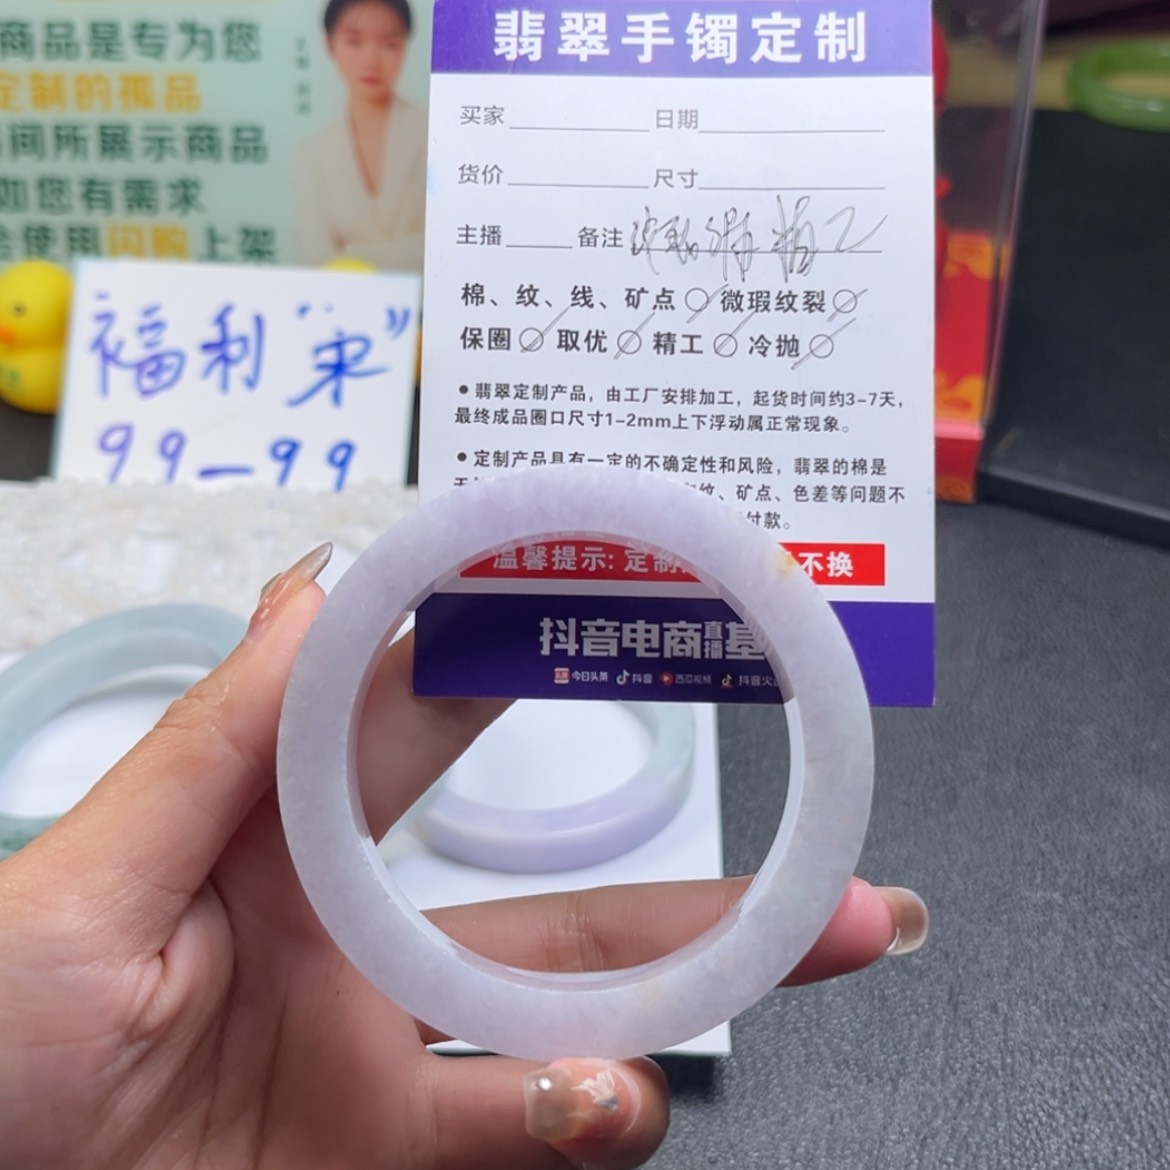 商品是专为您
定制的孤品
间所展示商品
如您有需求
会使用闪购上架
福利“宋”
99-99
翡翠手镯定制
买家 日期
货价 尺寸
主播 备注
棉、纹、线、矿点 微瑕纹裂
保圈 取优 精工 冷抛
●翡翠定制产品，由工厂安排加工，起货时间约3-7天，
最终成品圈口尺寸1-2mm上下浮动属正常现象。
●定制产品具有一定的不确定性和风险，翡翠的棉是
纹、矿点、色差等问题不
付款。
温馨提示: 定制 不换
抖音电商直播基
今日头条 抖音 西瓜视频 抖音火